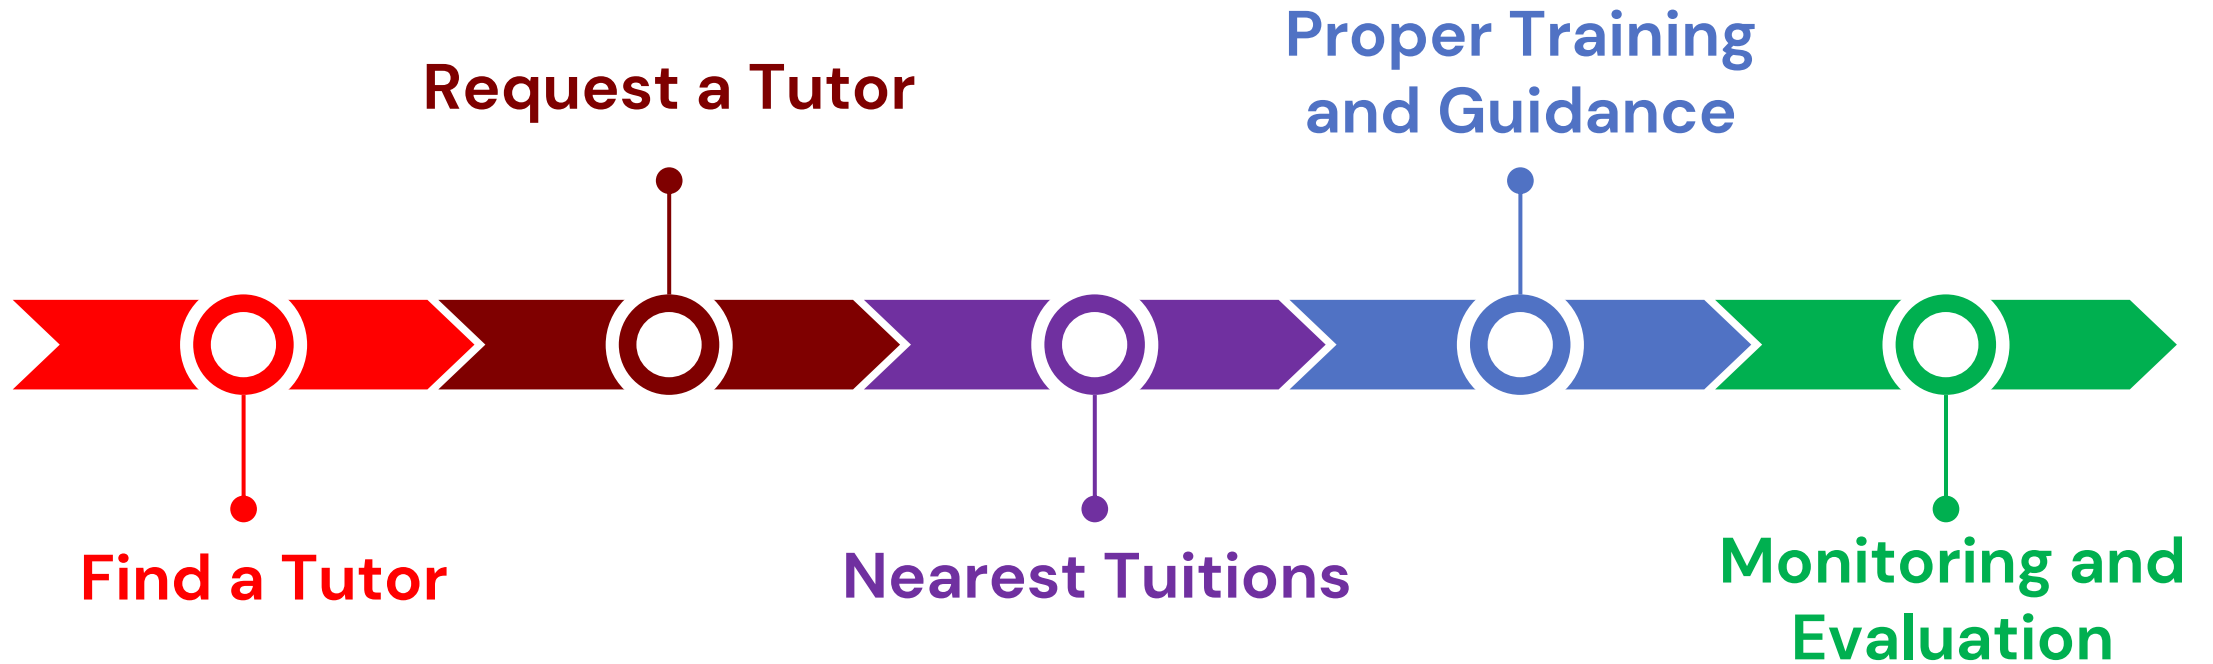 Find a Tutor
Request a Tutor
Nearest Tuitions
Proper Training
and Guidance
Monitoring and
Evaluation